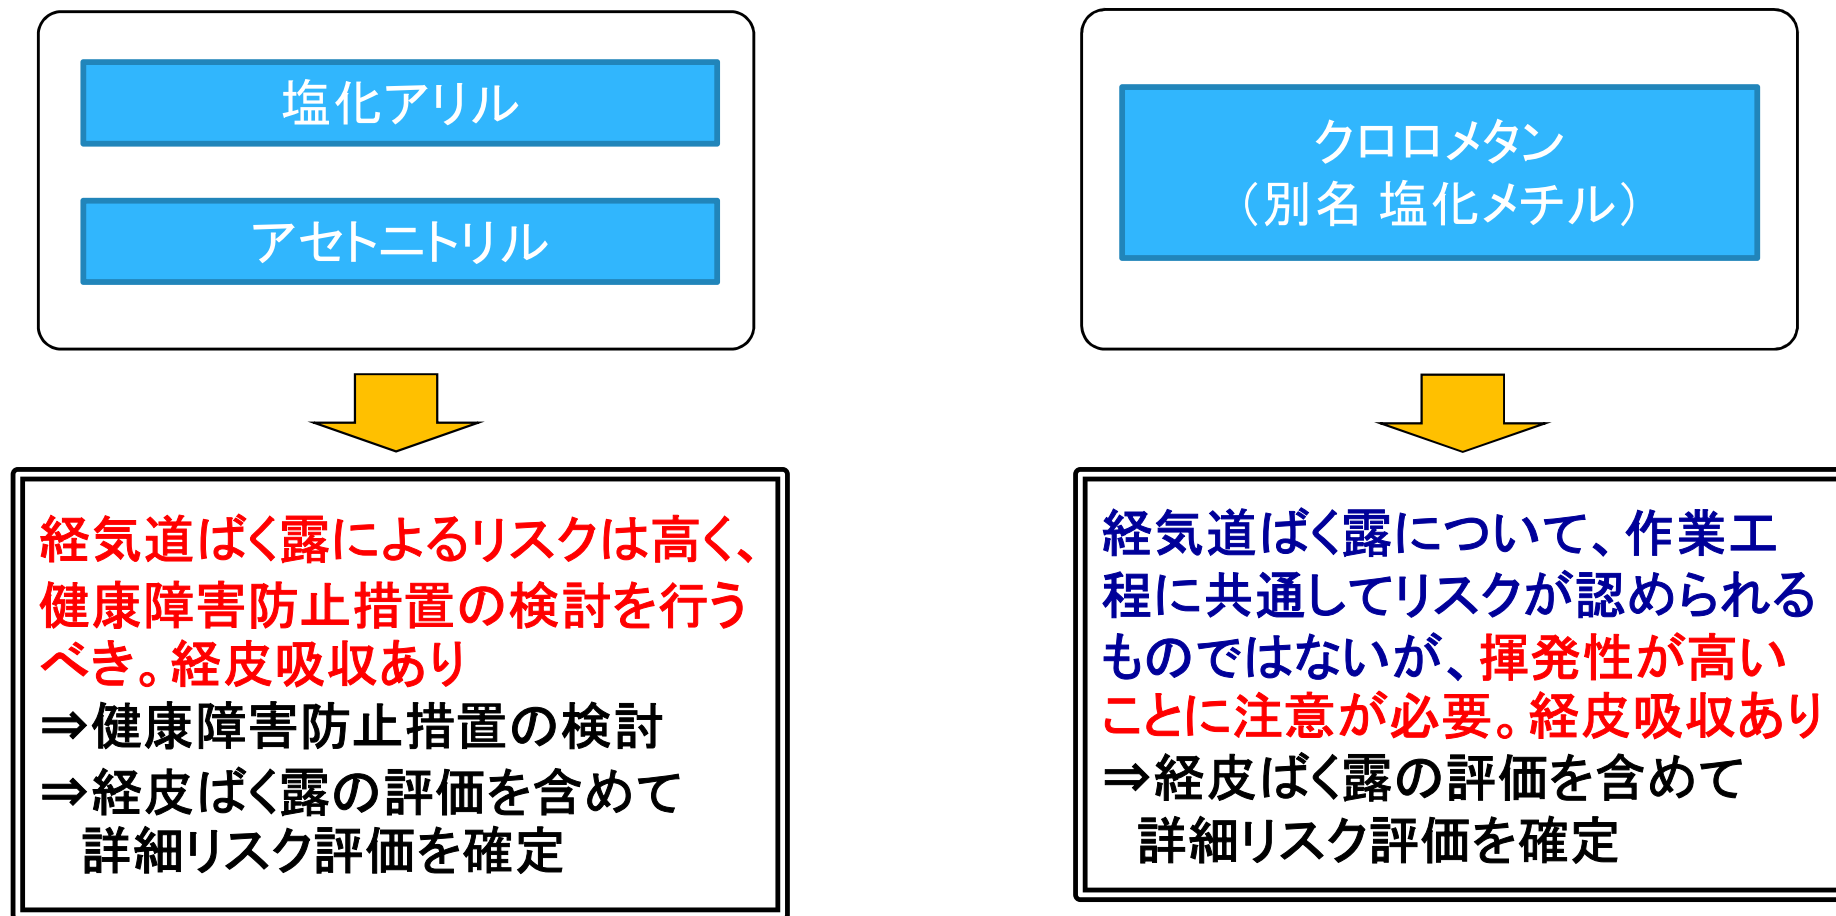 塩化アリル
アセトニトリル
経気道ばく露によるリスクは高く、
健康障害防止措置の検討を行う
べき。経皮吸収あり
⇒健康障害防止措置の検討
⇒経皮ばく露の評価を含めて
詳細リスク評価を確定
クロロメタン
（別名 塩化メチル）
経気道ばく露について、作業工
程に共通してリスクが認められる
ものではないが、揮発性が高い
ことに注意が必要。経皮吸収あり
⇒経皮ばく露の評価を含めて
詳細リスク評価を確定